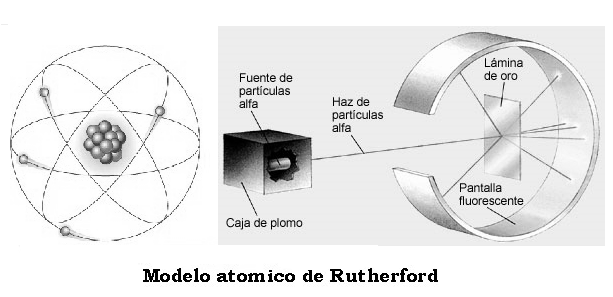 Fuente de
partículas
alfa
Haz de
partículas
alfa
Lámina
de oro
Caja de plomo
Pantalla
fluorescente
Modelo atomico de Rutherford